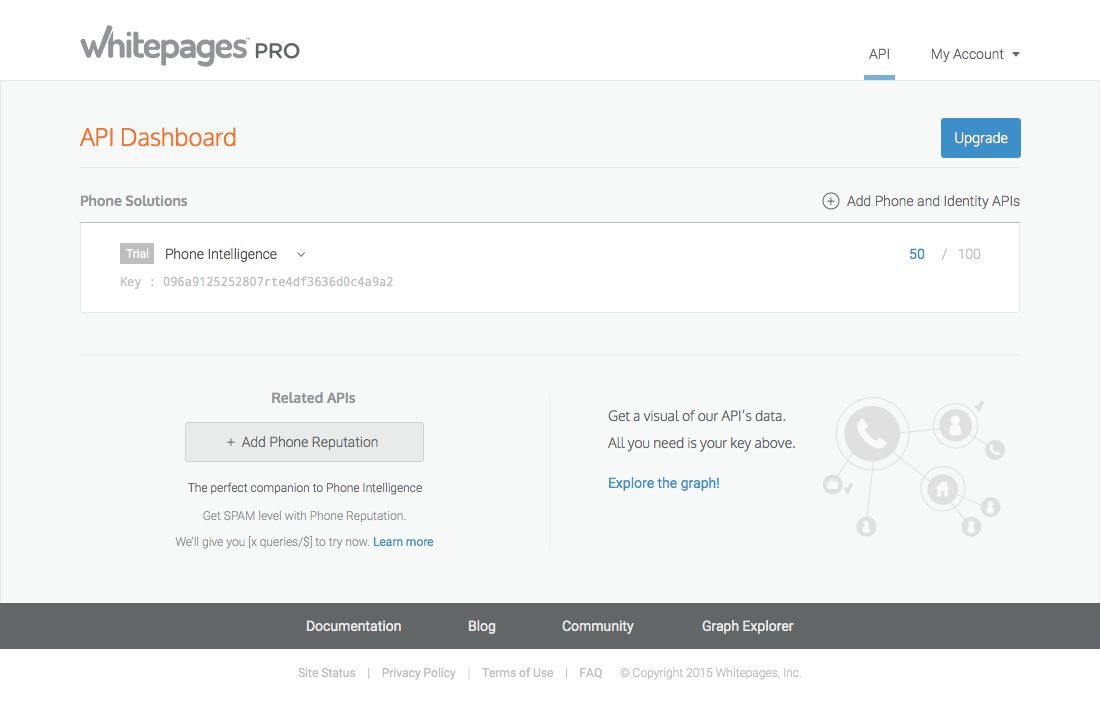 whitepages™ PRO
API
My Account
API Dashboard
Upgrade
Phone Solutions
Add Phone and Identity APIs
Trial Phone Intelligence
50 / 100
Key : 096a9125252807rte4df3636d0c4a9a2
Related APIs
+ Add Phone Reputation
The perfect companion to Phone Intelligence
Get SPAM level with Phone Reputation.
We'll give you [x queries/$] to try now. Learn more
Get a visual of our API's data.
All you need is your key above.
Explore the graph!
Documentation Blog Community Graph Explorer
Site Status | Privacy Policy | Terms of Use | FAQ © Copyright 2015 Whitepages, Inc.